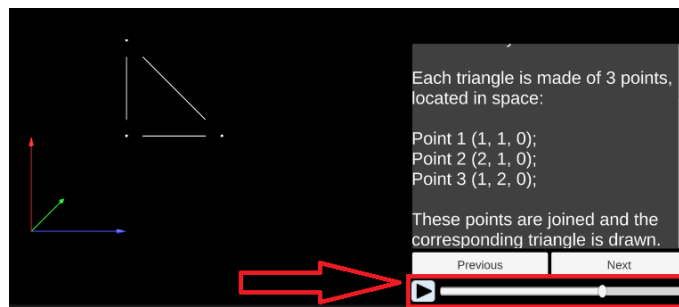 Each triangle is made of 3 points,
located in space:
Point 1 (1, 1, 0);
Point 2 (2, 1, 0);
Point 3 (1, 2, 0);
These points are joined and the
corresponding triangle is drawn.
Previous
Next